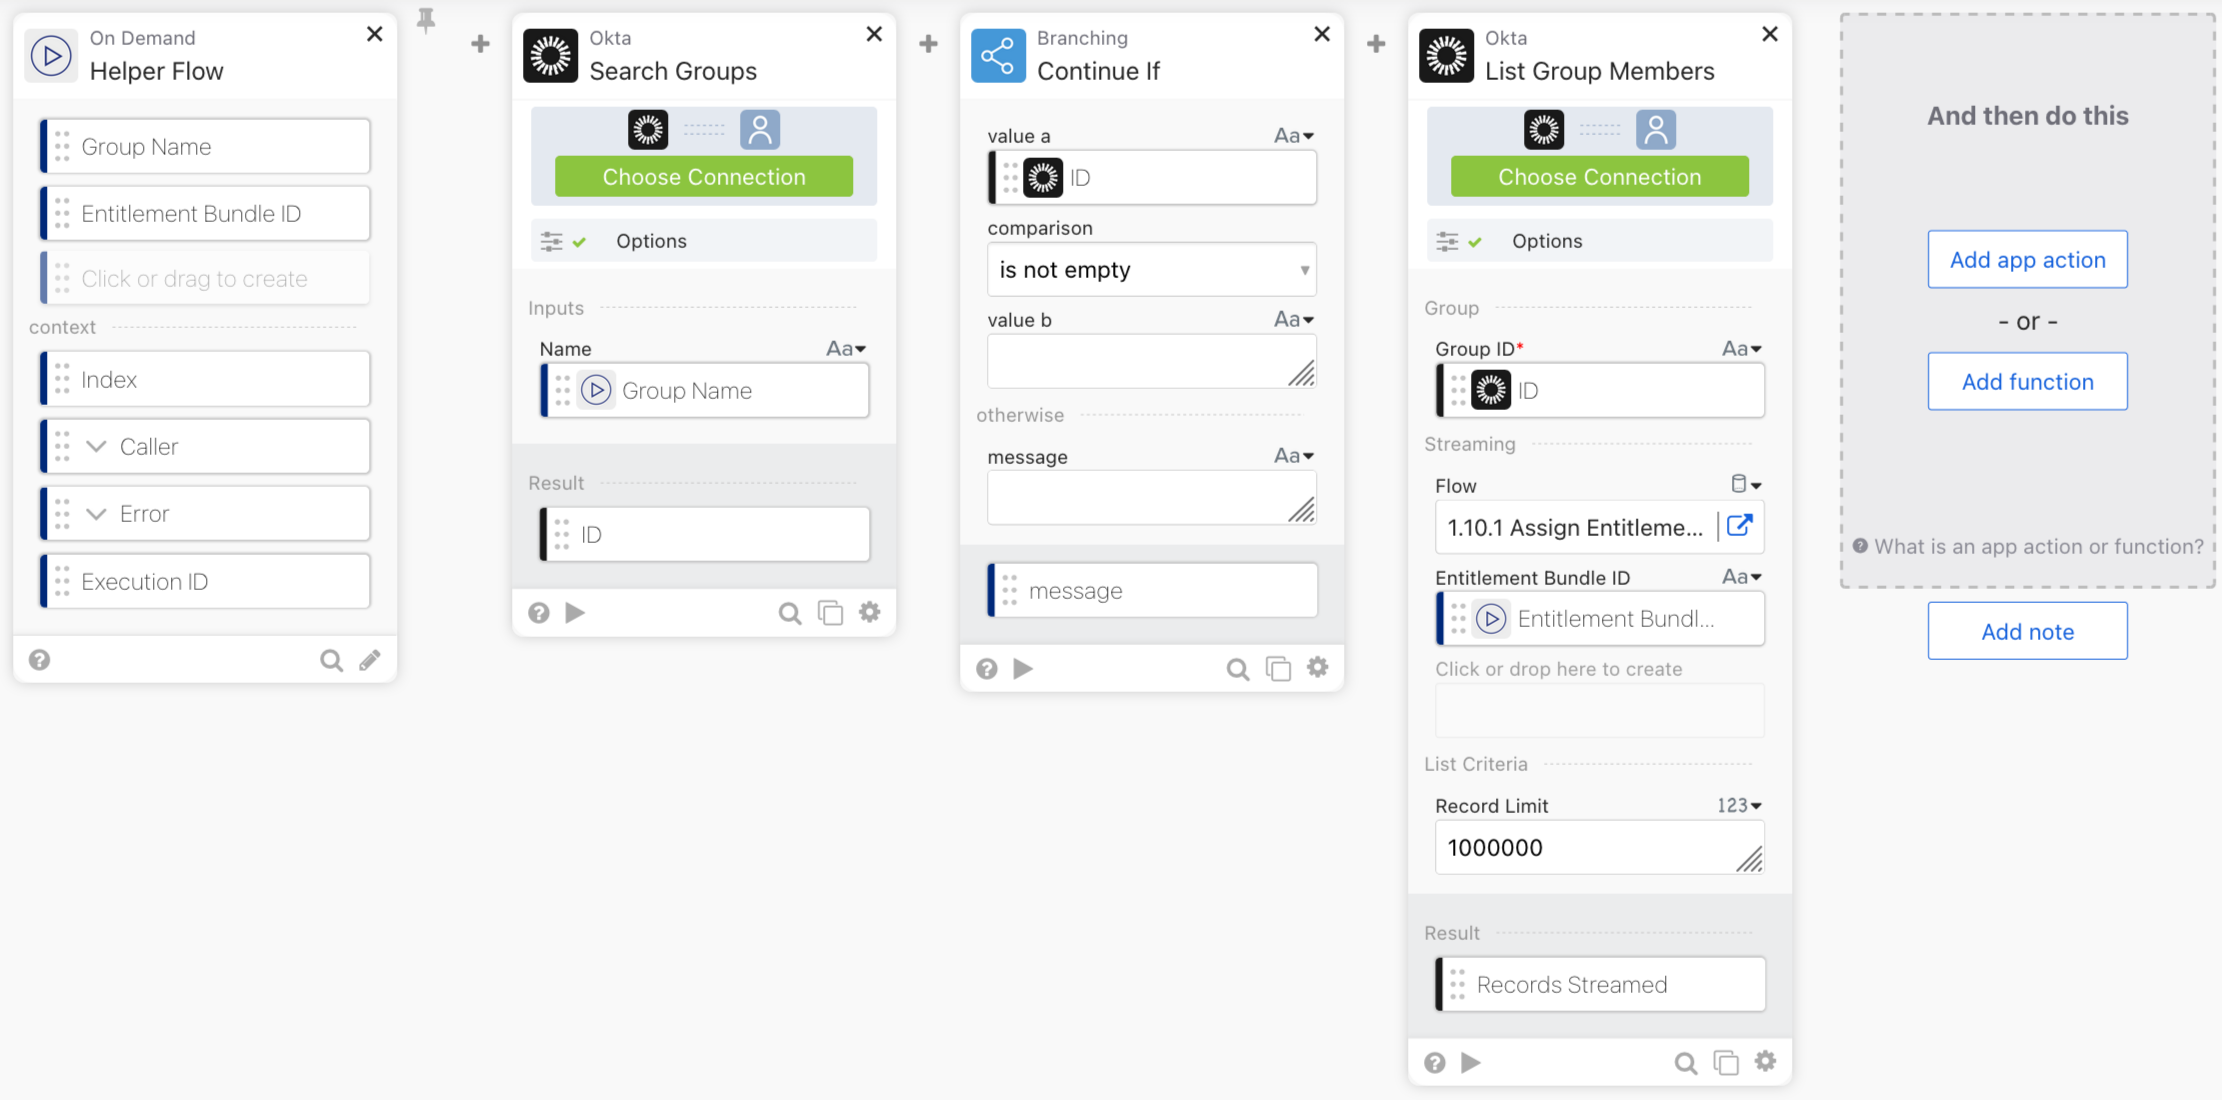 On Demand
Helper Flow
Group Name
Entitlement Bundle ID
Click or drag to create
context
Index
Caller
Error
Execution ID
Okta
Search Groups
Choose Connection
Options
Inputs
Name
Aa
Group Name
Result
ID
Branching
Continue If
value a
Aa
ID
comparison
is not empty
value b
Aa
otherwise
message
Aa
message
Okta
List Group Members
Choose Connection
Options
Group
Group ID*
Aa
ID
Streaming
Flow
1.10.1 Assign Entitleme...
Entitlement Bundle ID
Aa
Entitlement Bundl...
Click or drop here to create
List Criteria
Record Limit
123
1000000
Result
Records Streamed
And then do this
Add app action
- or -
Add function
What is an app action or function?
Add note